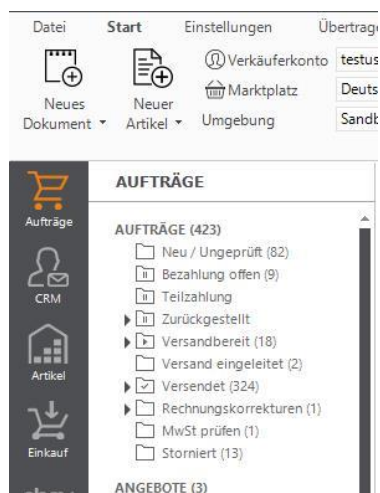 Datei Start Einstellungen Übertrage
Neues
Dokument
Neuer
Artikel
Verkäuferkonto testus
Marktplatz Deuts
Umgebung Sandb
Aufträge
CRM
Artikel
Einkauf
AUFTRÄGE
AUFTRÄGE (423)
Neu / Ungeprüft (82)
Bezahlung offen (9)
Teilzahlung
Zurückgestellt
Versandbereit (18)
Versand eingeleitet (2)
Versendet (324)
Rechnungskorrekturen (1)
MwSt prüfen (1)
Storniert (13)
ANGEBOTE (3)